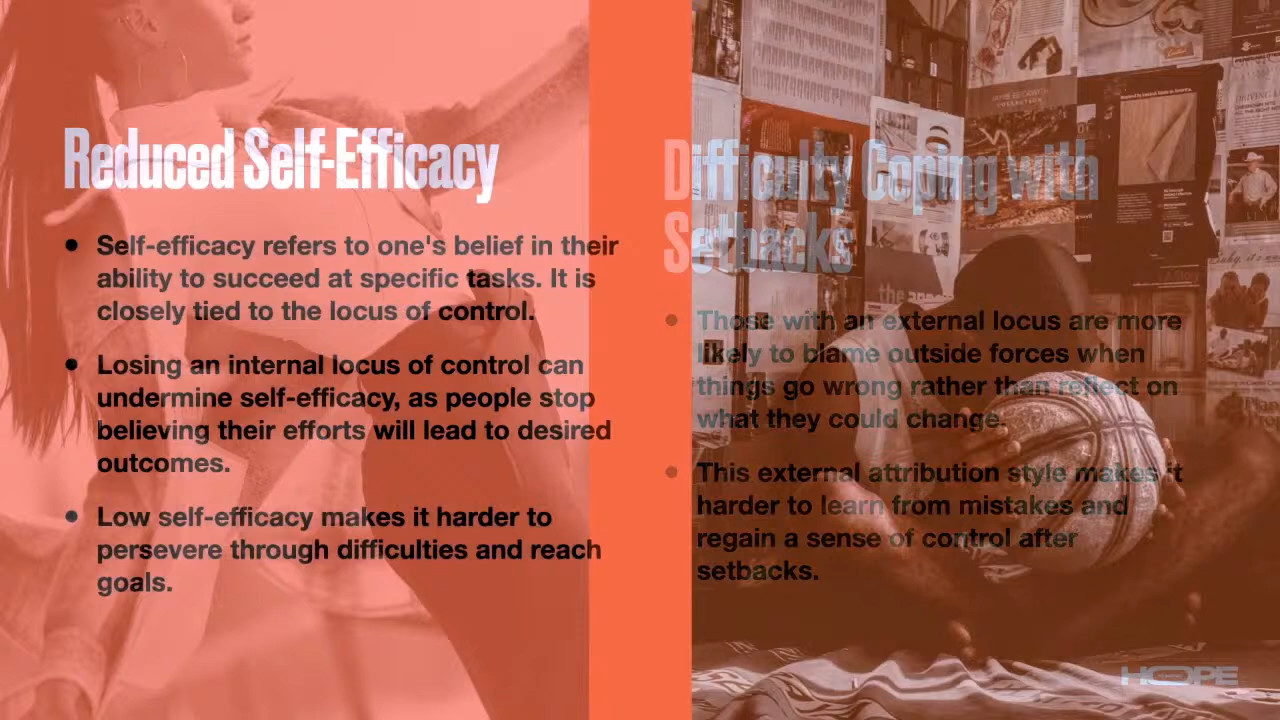 Reduced Self-Efficacy
• Self-efficacy refers to one's belief in their
ability to succeed at specific tasks. It is
closely tied to the locus of control.
• Losing an internal locus of control can
undermine self-efficacy, as people stop
believing their efforts will lead to desired
outcomes.
• Low self-efficacy makes it harder to
persevere through difficulties and reach
goals.
Difficulty Coping with
Setbacks
• Those with an external locus are more
likely to blame outside forces when
things go wrong rather than reflect on
what they could change.
• This external attribution style makes it
harder to learn from mistakes and
regain a sense of control after
setbacks.